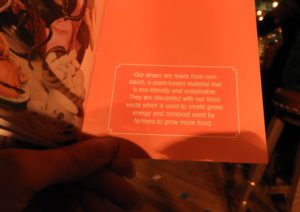 Our straws are made from corn
starch, a plant-based material that
is eco-friendly and sustainable.
They are discarded with our food
waste which is used to create green
energy and compost used by
farmers to grow more food.